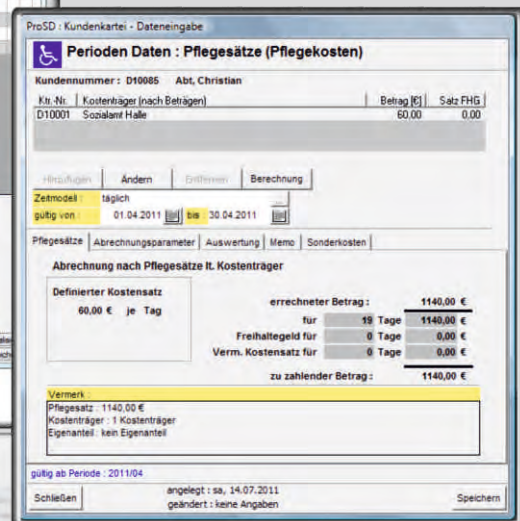 ProSD : Kundenkartei - Dateneingabe
Perioden Daten : Pflegesätze (Pflegekosten)
Kundennummer : D10085 Abt, Christian
Ktr.-Nr. Kostenträger (nach Beträgen) Betrag [€] Satz FHG
D10001 Sozialamt Halle 60,00 0,00
Hinzufügen Ändern Entfernen Berechnung
Zeitmodell : täglich ...
gültig von : 01.04.2011 bis : 30.04.2011
Pflegesätze Abrechnungsparameter Auswertung Memo Sonderkosten
Abrechnung nach Pflegesätze lt. Kostenträger
Definierter Kostensatz
60,00 € je Tag
errechneter Betrag : 1140,00 €
für 19 Tage 1140,00 €
Freihaltegeld für 0 Tage 0,00 €
Verm. Kostensatz für 0 Tage 0,00 €
zu zahlender Betrag : 1140,00 €
Vermerk :
Pflegesatz : 1140,00 €
Kostenträger : 1 Kostenträger
Eigenanteil : kein Eigenanteil
gültig ab Periode : 2011/04
Schließen angelegt : sa, 14.07.2011 Speichern
geändert : keine Angaben